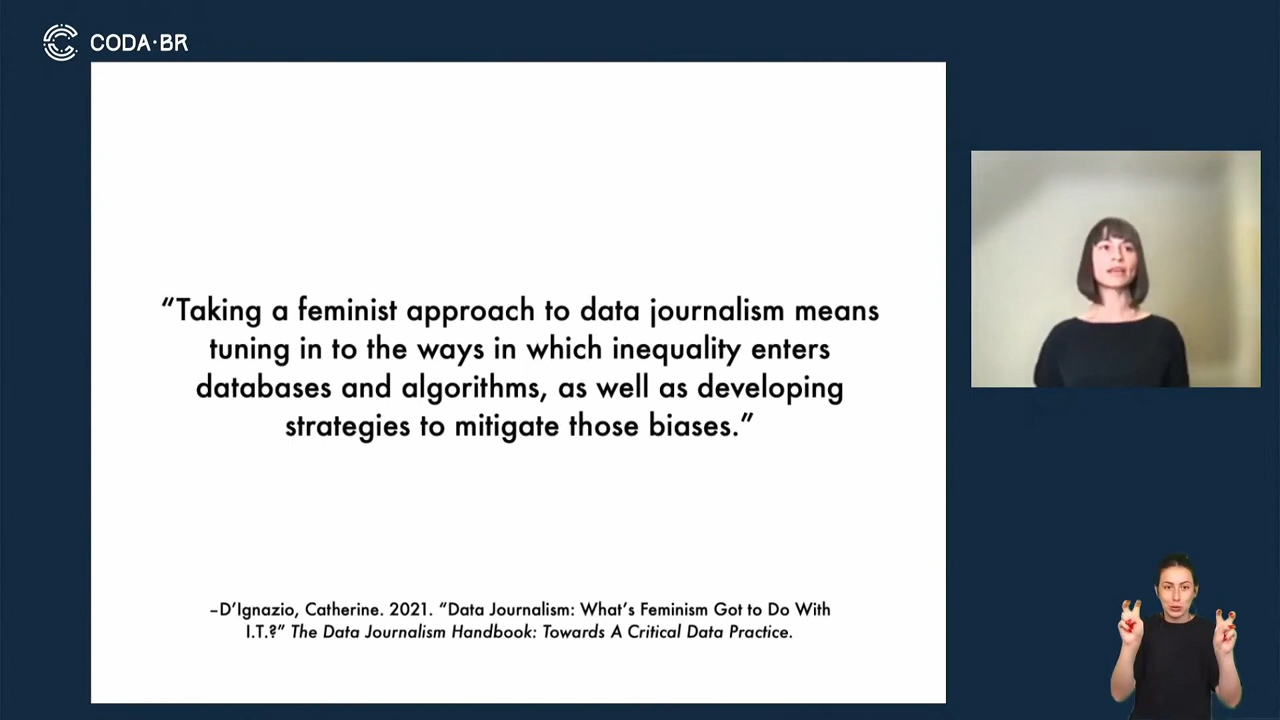 CODA·BR
“Taking a feminist approach to data journalism means
tuning in to the ways in which inequality enters
databases and algorithms, as well as developing
strategies to mitigate those biases.”
–D’Ignazio, Catherine. 2021. “Data Journalism: What’s Feminism Got to Do With
I.T.?” The Data Journalism Handbook: Towards A Critical Data Practice.